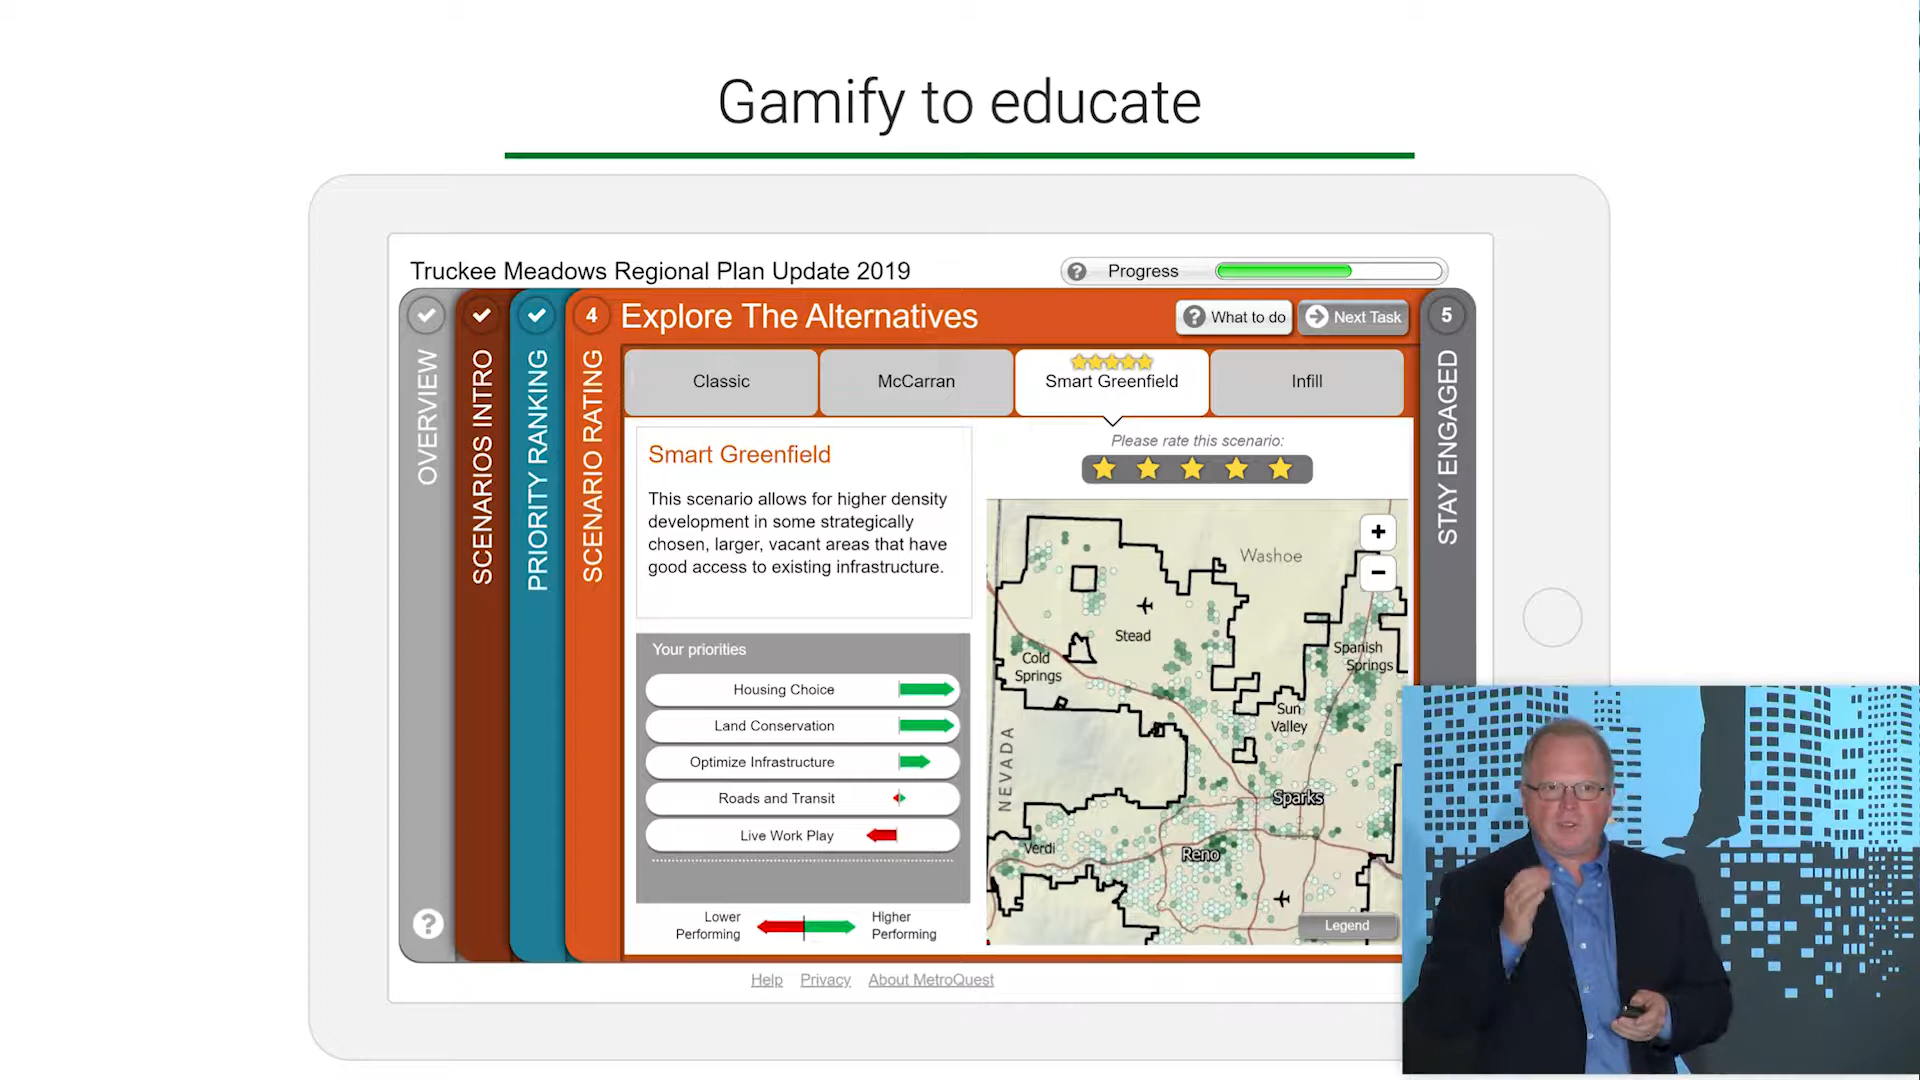 Gamify to educate
Truckee Meadows Regional Plan Update 2019
? Progress
OVERVIEW
SCENARIOS INTRO
PRIORITY RANKING
4
SCENARIO RATING
Explore The Alternatives
? What to do
Next Task
5
STAY ENGAGED
Classic
McCarran
Smart Greenfield
Infill
Smart Greenfield
This scenario allows for higher density
development in some strategically
chosen, larger, vacant areas that have
good access to existing infrastructure.
Please rate this scenario:
Your priorities
Housing Choice
Land Conservation
Optimize Infrastructure
Roads and Transit
Live Work Play
Lower
Performing
Higher
Performing
+
−
Washoe
Stead
Cold
Springs
Spanish
Springs
Sun
Valley
NEVADA
Sparks
Verdi
Reno
Legend
?
Help Privacy About MetroQuest